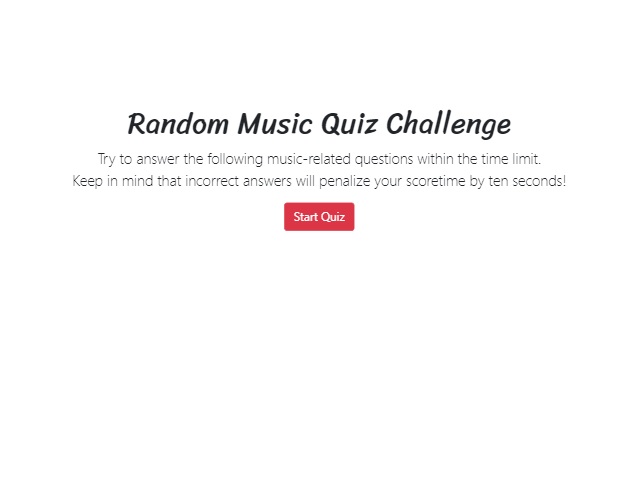 Random Music Quiz Challenge
Try to answer the following music-related questions within the time limit.
Keep in mind that incorrect answers will penalize your scoretime by ten seconds!
Start Quiz